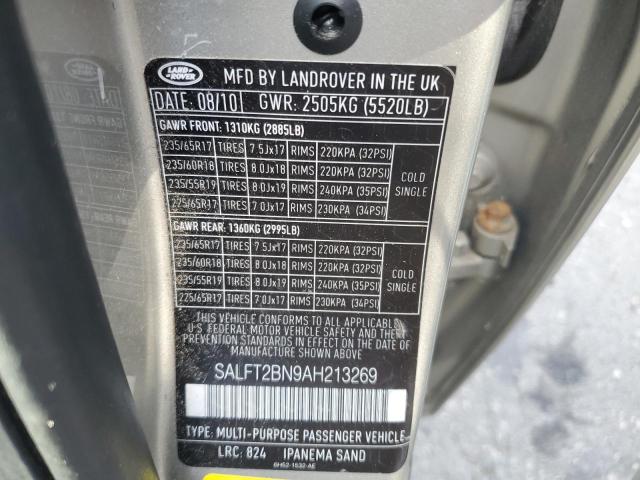 LAND ROVER
MFD BY LANDROVER IN THE UK
DATE: 08/10 GWR: 2505KG (5520LB)
GAWR FRONT: 1310KG (2885LB)
235/65R17 TIRES 7.5Jx17 RIMS 220KPA (32PSI)
235/60R18 TIRES 8.0Jx18 RIMS 220KPA (32PSI)
235/55R19 TIRES 8.0Jx19 RIMS 240KPA (35PSI)
225/65R17 TIRES 7.0Jx17 RIMS 230KPA (34PSI)
COLD
SINGLE
GAWR REAR: 1360KG (2995LB)
235/65R17 TIRES 7.5Jx17 RIMS 220KPA (32PSI)
235/60R18 TIRES 8.0Jx18 RIMS 220KPA (32PSI)
235/55R19 TIRES 8.0Jx19 RIMS 240KPA (35PSI)
225/65R17 TIRES 7.0Jx17 RIMS 230KPA (34PSI)
COLD
SINGLE
THIS VEHICLE CONFORMS TO ALL APPLICABLE
U.S. FEDERAL MOTOR VEHICLE SAFETY AND THEFT
PREVENTION STANDARDS IN EFFECT ON THE DATE
OF MANUFACTURE SHOWN ABOVE.
SALFT2BN9AH213269
TYPE: MULTI-PURPOSE PASSENGER VEHICLE
LRC: 824 IPANEMA SAND
6H52-1532-AE